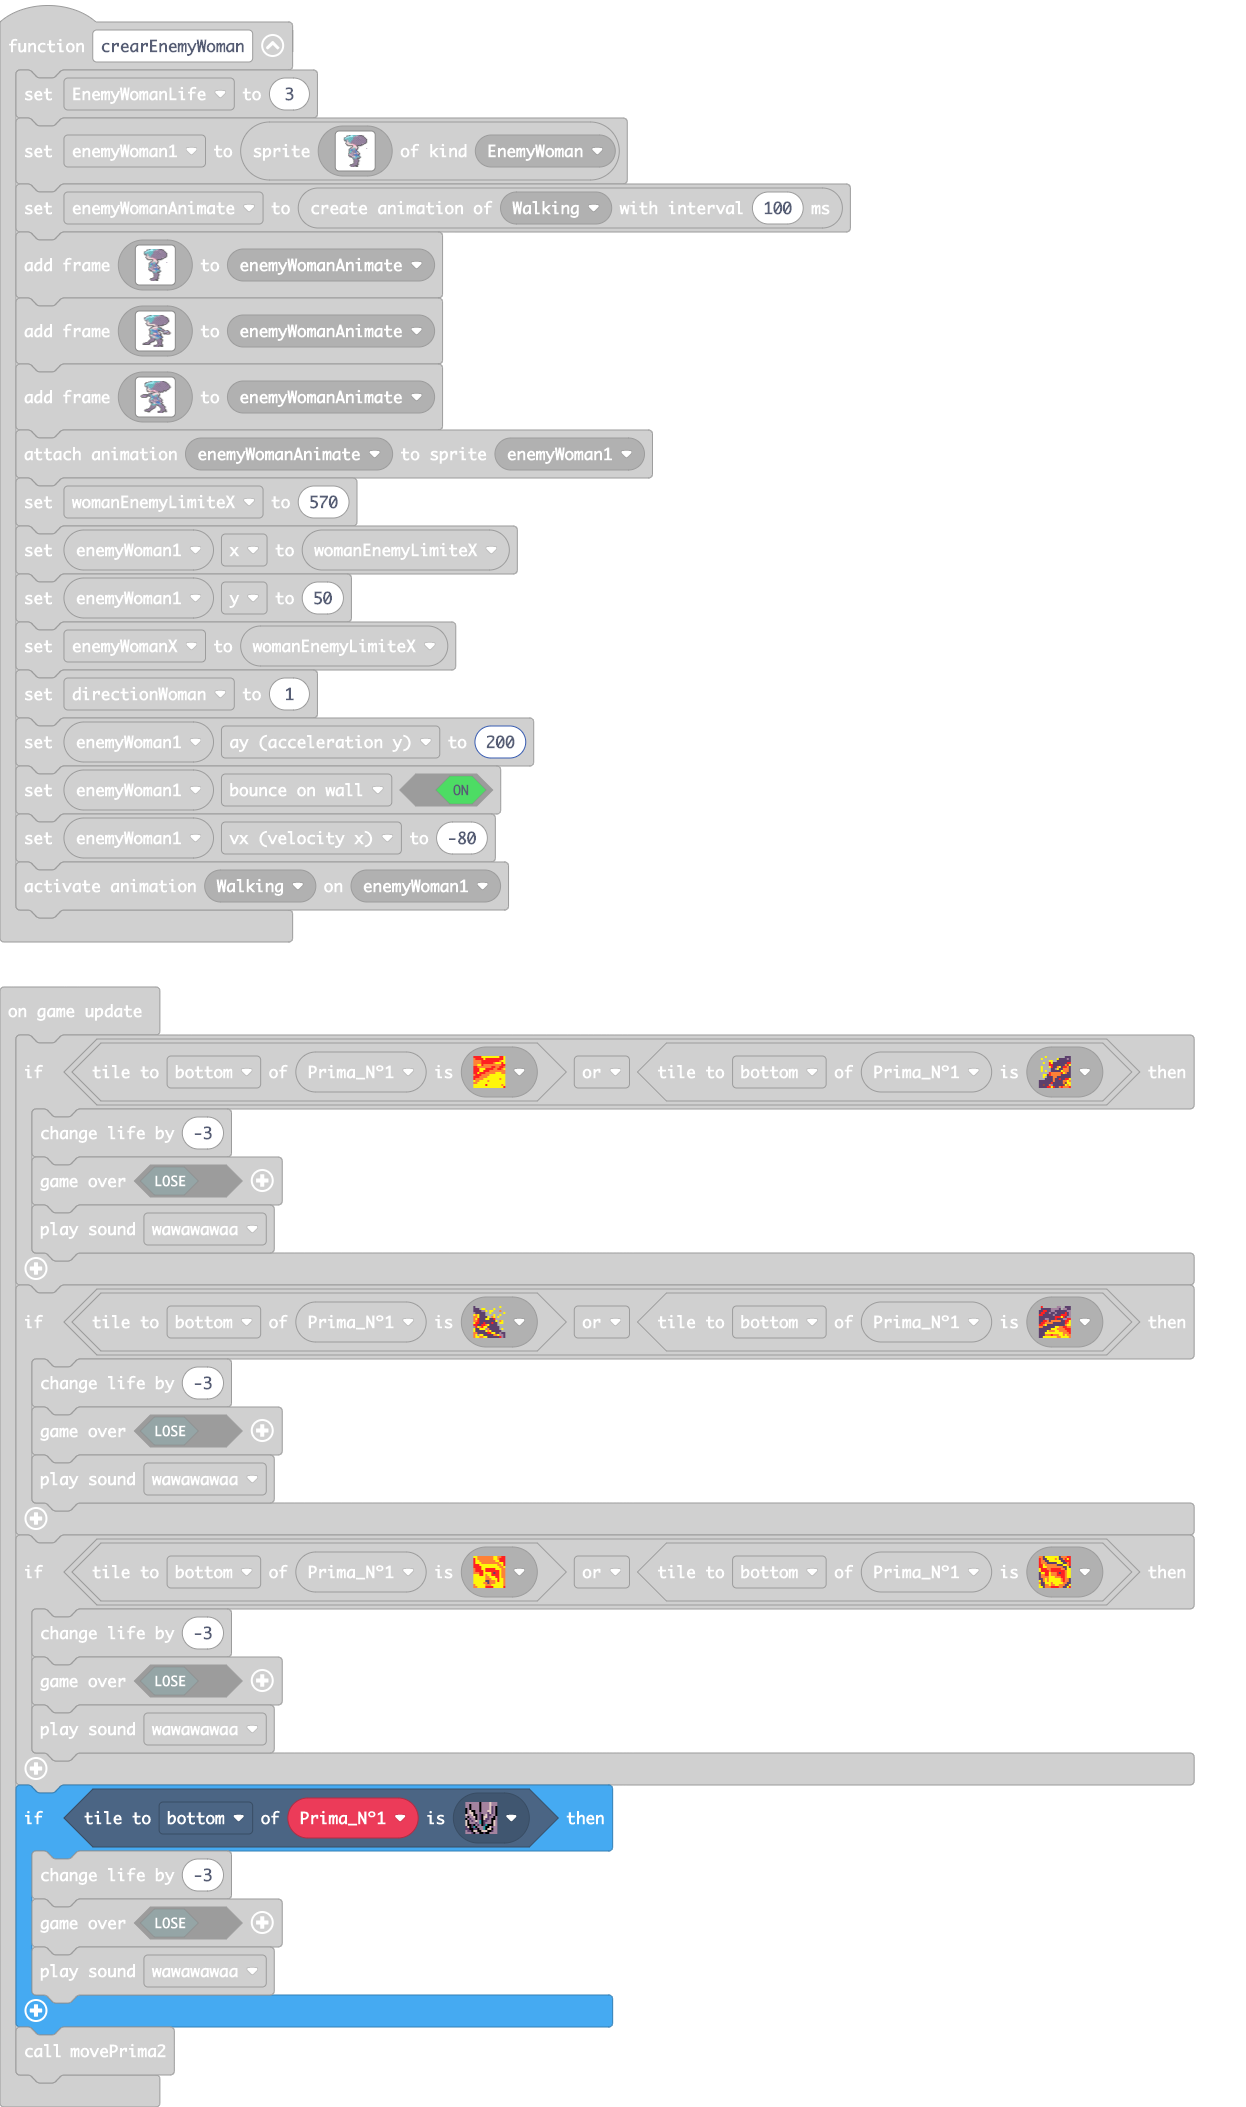 function crearEnemyWoman
set EnemyWomanLife to 3
set enemyWoman1 to sprite of kind EnemyWoman
set enemyWomanAnimate to create animation of Walking with interval 100 ms
add frame to enemyWomanAnimate
add frame to enemyWomanAnimate
add frame to enemyWomanAnimate
attach animation enemyWomanAnimate to sprite enemyWoman1
set womanEnemyLimiteX to 570
set enemyWoman1 x to womanEnemyLimiteX
set enemyWoman1 y to 50
set enemyWomanX to womanEnemyLimiteX
set directionWoman to 1
set enemyWoman1 ay (acceleration y) to 200
set enemyWoman1 bounce on wall ON
set enemyWoman1 vx (velocity x) to -80
activate animation Walking on enemyWoman1
on game update
if tile to bottom of Prima_N°1 is or tile to bottom of Prima_N°1 is then
change life by -3
game over LOSE
play sound wawawawaa
if tile to bottom of Prima_N°1 is or tile to bottom of Prima_N°1 is then
change life by -3
game over LOSE
play sound wawawawaa
if tile to bottom of Prima_N°1 is or tile to bottom of Prima_N°1 is then
change life by -3
game over LOSE
play sound wawawawaa
if tile to bottom of Prima_N°1 is then
change life by -3
game over LOSE
play sound wawawawaa
call movePrima2